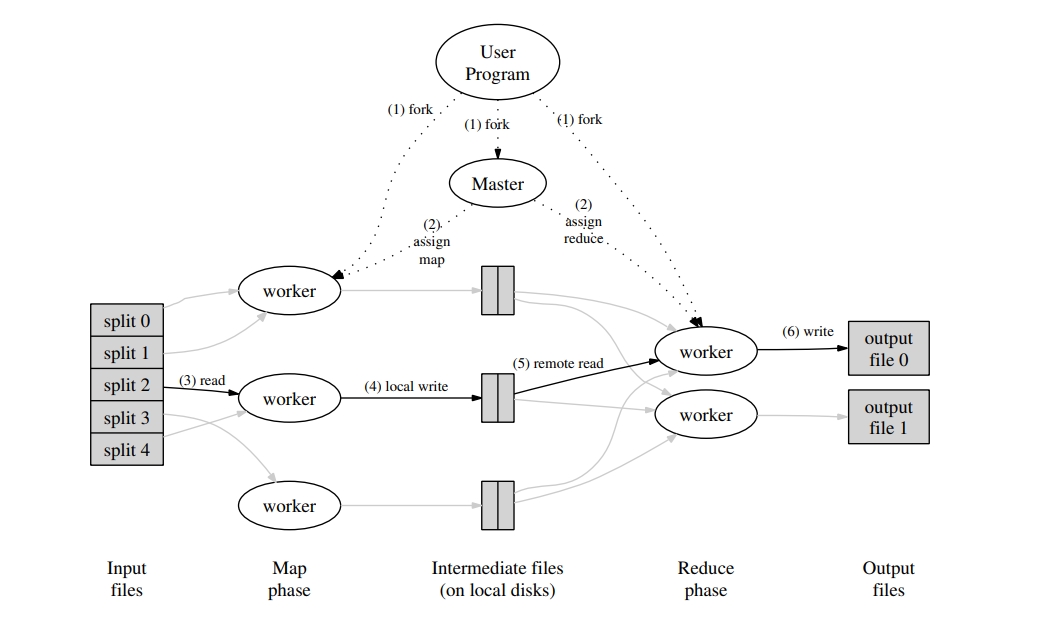 User
Program
(1) fork
(1) fork
(1) fork
Master
(2)
assign
map
(2)
assign
reduce
worker
split 0
split 1
split 2
split 3
split 4
(3) read
worker
(4) local write
(5) remote read
worker
worker
worker
(6) write
output
file 0
output
file 1
Input
files
Map
phase
Intermediate files
(on local disks)
Reduce
phase
Output
files